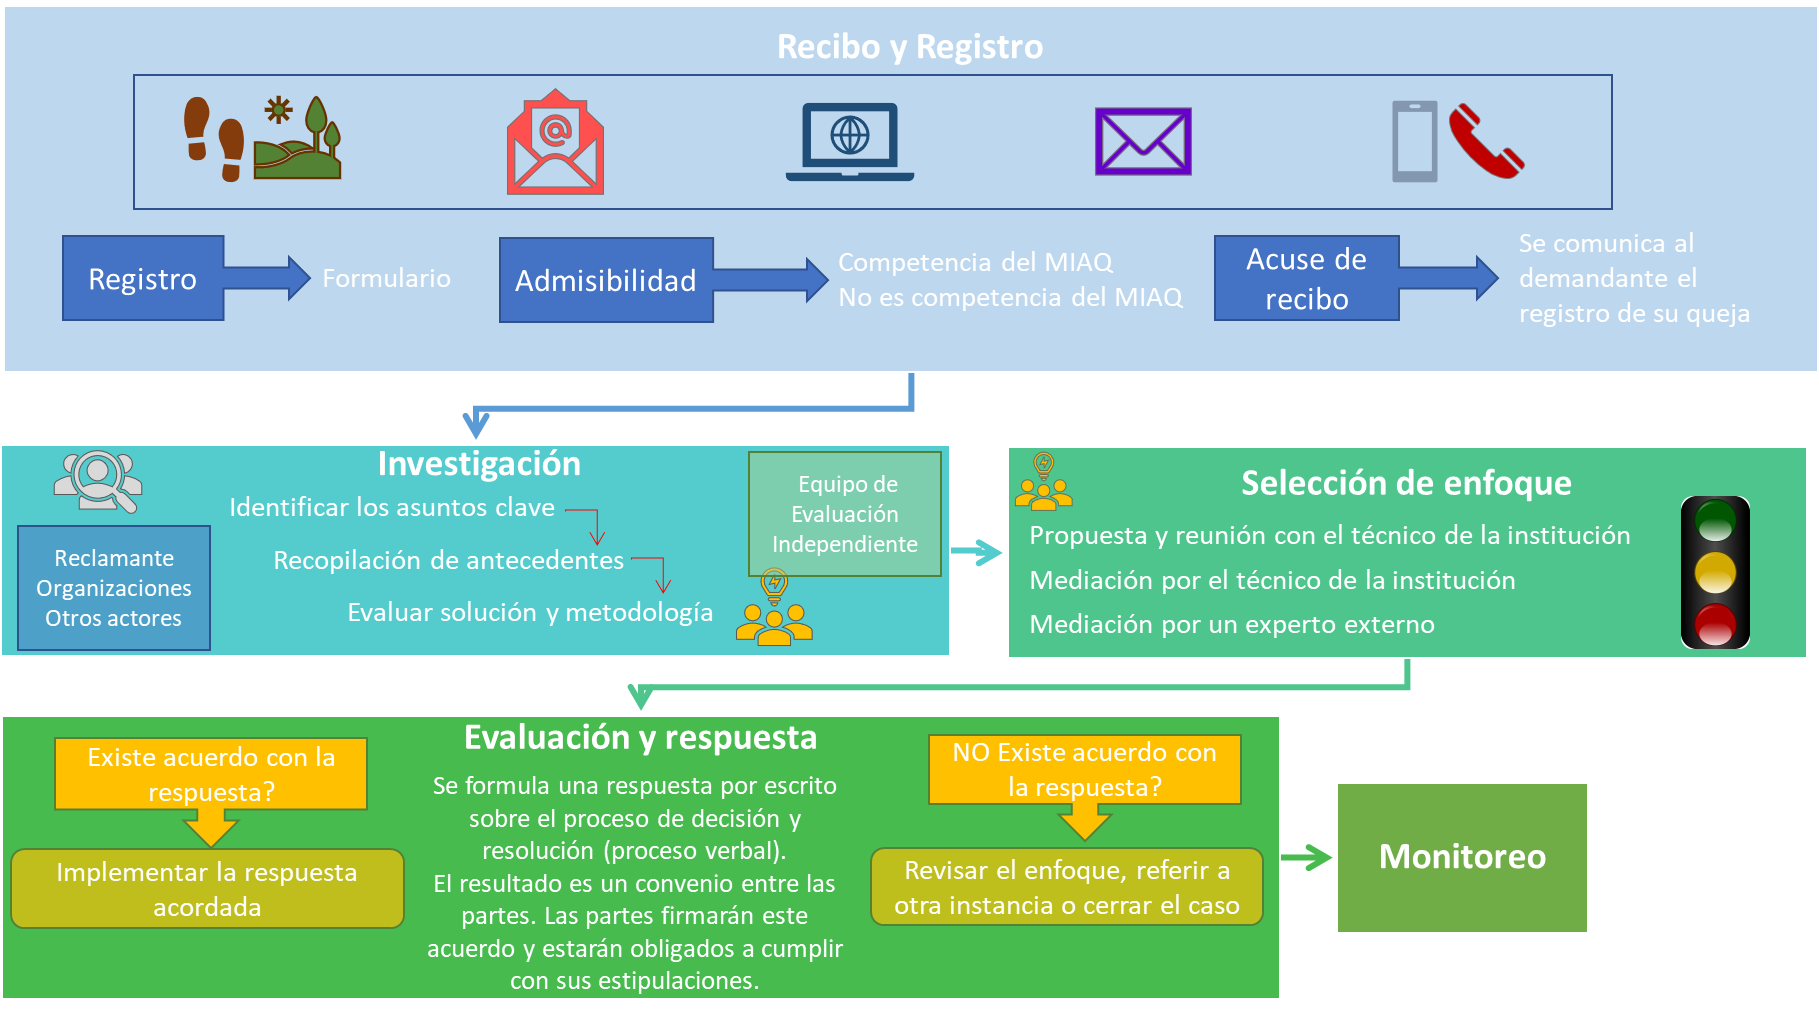 Recibo y Registro
Registro
Formulario
Admisibilidad
Competencia del MIAQ
No es competencia del MIAQ
Acuse de
recibo
Se comunica al
demandante el
registro de su queja
Investigación
Identificar los asuntos clave
Recopilación de antecedentes
Evaluar solución y metodología
Reclamante
Organizaciones
Otros actores
Equipo de
Evaluación
Independiente
Selección de enfoque
Propuesta y reunión con el técnico de la institución
Mediación por el técnico de la institución
Mediación por un experto externo
Evaluación y respuesta
Existe acuerdo con la
respuesta?
Implementar la respuesta
acordada
Se formula una respuesta por escrito
sobre el proceso de decisión y
resolución (proceso verbal).
El resultado es un convenio entre las
partes. Las partes firmarán este
acuerdo y estarán obligados a cumplir
con sus estipulaciones.
NO Existe acuerdo con
la respuesta?
Revisar el enfoque, referir a
otra instancia o cerrar el caso
Monitoreo